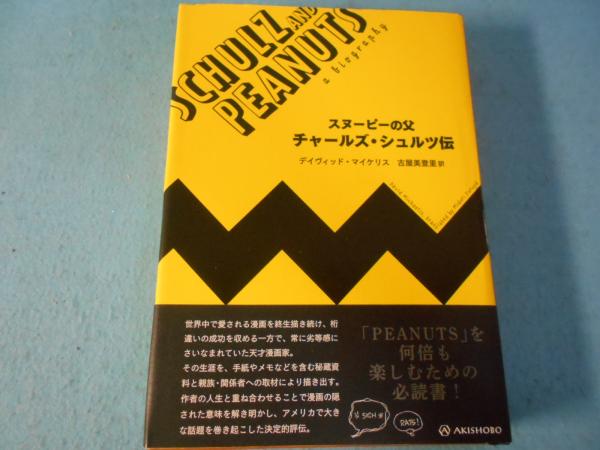 SCHULZ AND
PEANUTS
a biography
スヌーピーの父
チャールズ・シュルツ伝
デイヴィッド・マイケリス 古屋美登里 訳
世界中で愛される漫画を終生描き続け、桁
違いの成功を収める一方で、常に劣等感に
さいなまれていた天才漫画家。
その生涯を、手紙やメモなどを含む秘蔵資
料と親族・関係者への取材により描き出す。
作者の人生と重ね合わせることで漫画の隠
された意味を解き明かし、アメリカで大き
な話題を巻き起こした決定的評伝。
「PEANUTS」を
何倍も
楽しむための
必読書！
SIGH
RATS!
AKISHOBO